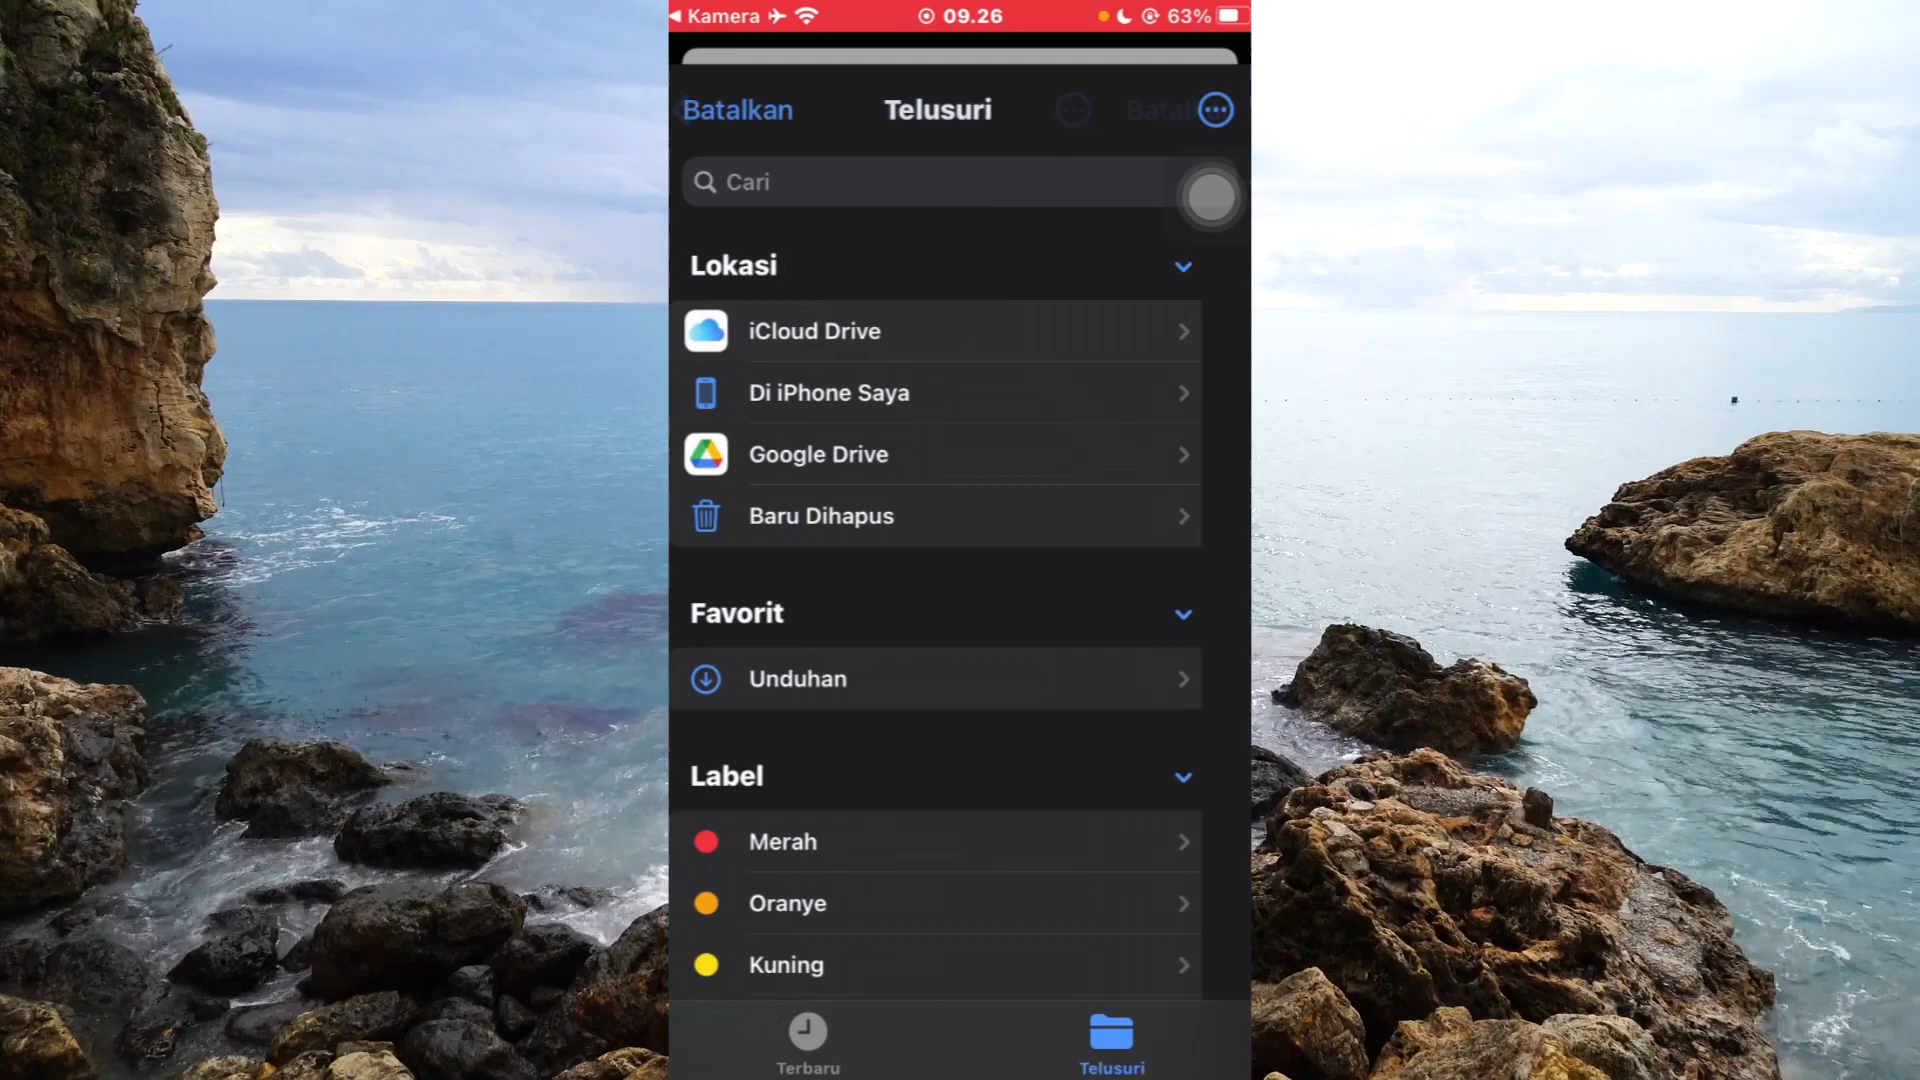 Kamera 09.26 63%
Batalkan Telusuri
Cari
Lokasi
iCloud Drive
Di iPhone Saya
Google Drive
Baru Dihapus
Favorit
Unduhan
Label
Merah
Oranye
Kuning
Terbaru Telusuri